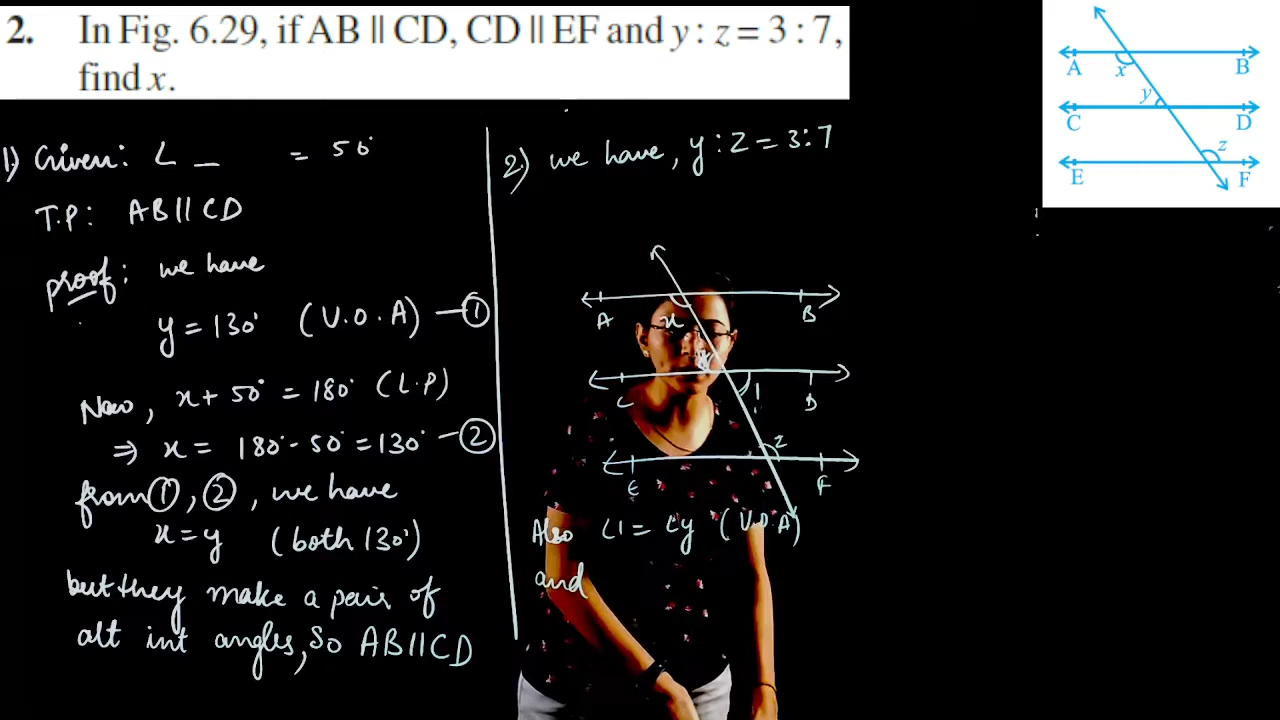 2. In Fig. 6.29, if AB || CD, CD || EF and y : z = 3 : 7,
find x.
A B
x
y
C D
z
E F
1) Given: ∠ _ = 50°
T.P: AB || CD
proof: we have
y = 130° (V.O.A) — ①
Now, x + 50° = 180° (L.P)
⇒ x = 180° - 50° = 130° — ②
from ①, ②, we have
x = y (both 130°)
but they make a pair of
alt int angles, So AB || CD
2) we have, y : z = 3 : 7
A B
x
C D
1
z
E F
Also ∠1 = ∠y (V.O.A)
and